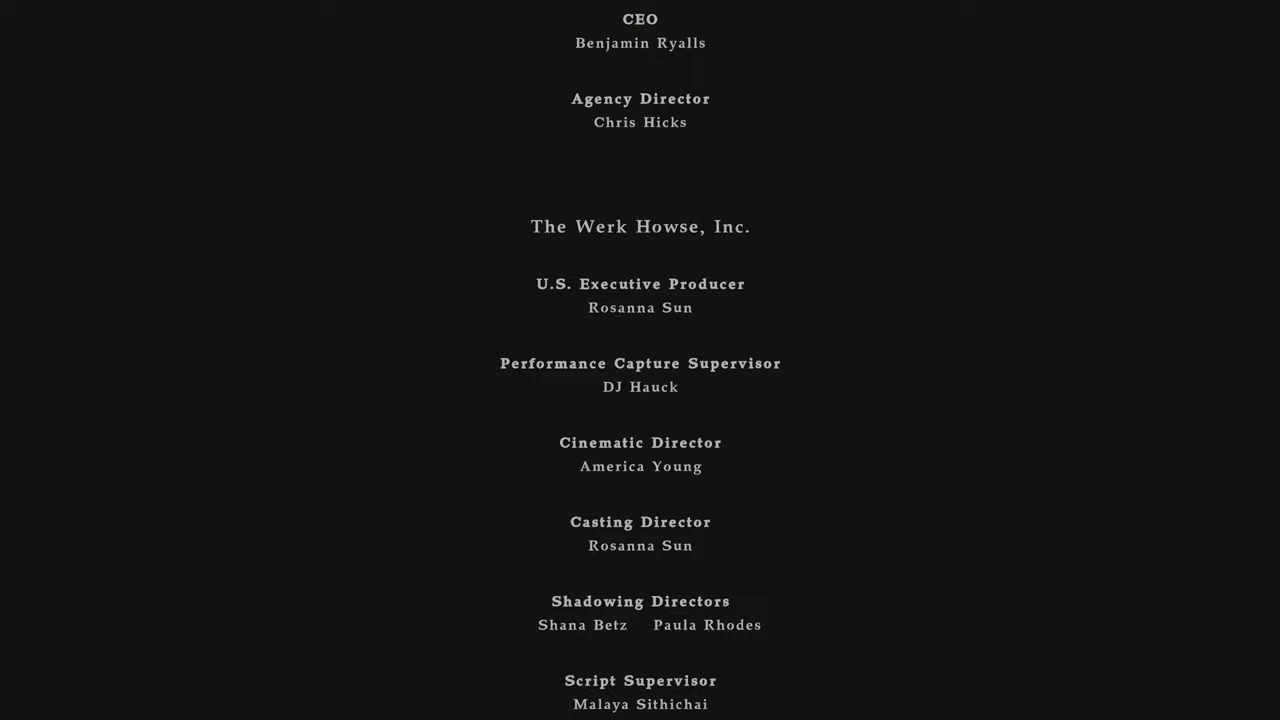 CEO
Benjamin Ryalls
Agency Director
Chris Hicks
The Werk Howse, Inc.
U.S. Executive Producer
Rosanna Sun
Performance Capture Supervisor
DJ Hauck
Cinematic Director
America Young
Casting Director
Rosanna Sun
Shadowing Directors
Shana Betz Paula Rhodes
Script Supervisor
Malaya Sithichai